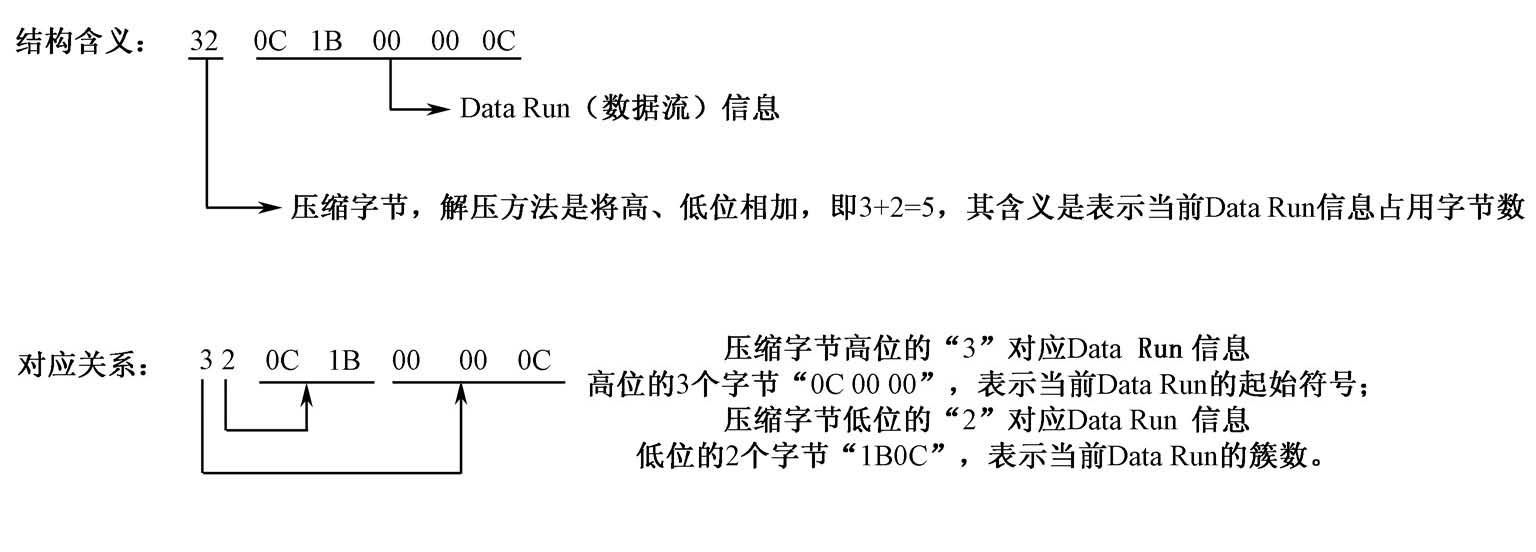 结构含义： 32 0C 1B 00 00 0C
Data Run（数据流）信息
压缩字节，解压方法是将高、低位相加，即3+2=5，其含义是表示当前Data Run信息占用字节数
对应关系： 3 2 0C 1B 00 00 0C
压缩字节高位的“3”对应Data Run 信息
高位的3个字节“0C 00 00”，表示当前Data Run的起始符号；
压缩字节低位的“2”对应Data Run 信息
低位的2个字节“1B0C”，表示当前Data Run的簇数。